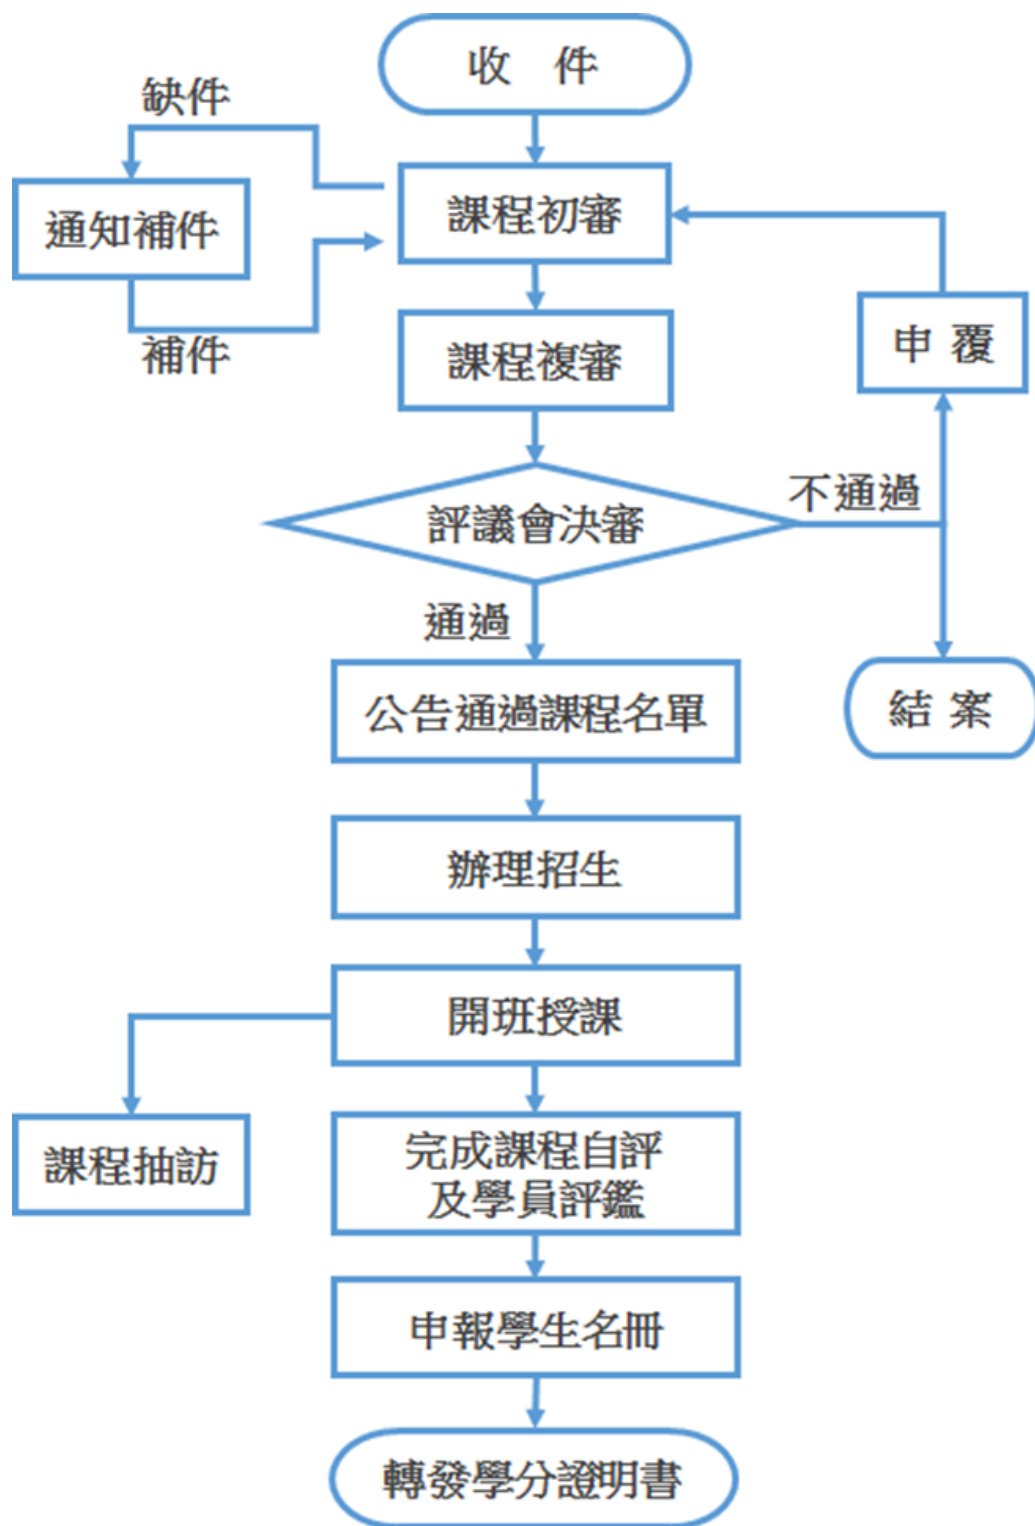 收 件
缺件
課程初審
通知補件
補件
課程複審
申覆
不通過
評議會決審
通過
結案
公告通過課程名單
辦理招生
開班授課
課程抽訪
完成課程自評
及學員評鑑
申報學生名冊
轉發學分證明書